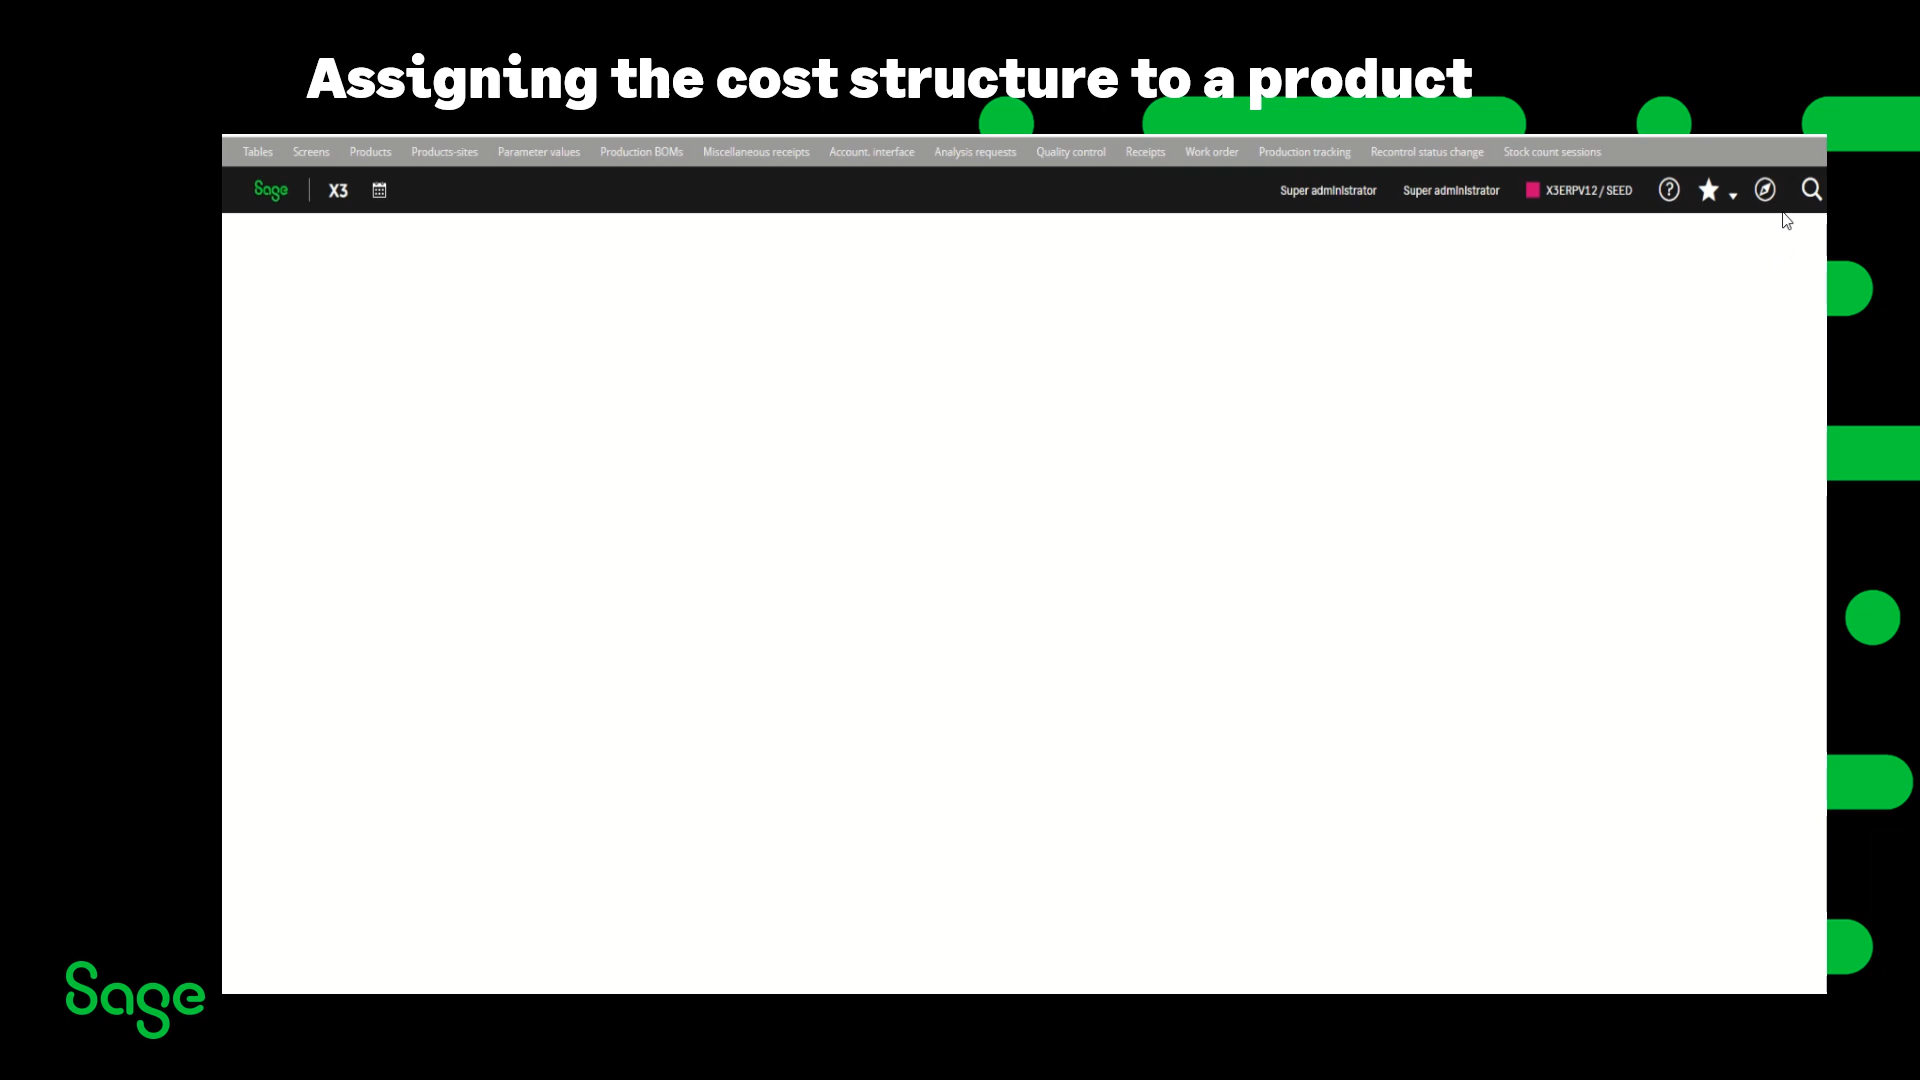 Assigning the cost structure to a product
Tables Screens Products Products-sites Parameter values Production BOMs Miscellaneous receipts Account. interface Analysis requests Quality control Receipts Work order Production tracking Recontrol status change Stock count sessions
Sage X3 Super administrator Super administrator X3ERPV12 / SEED
Sage